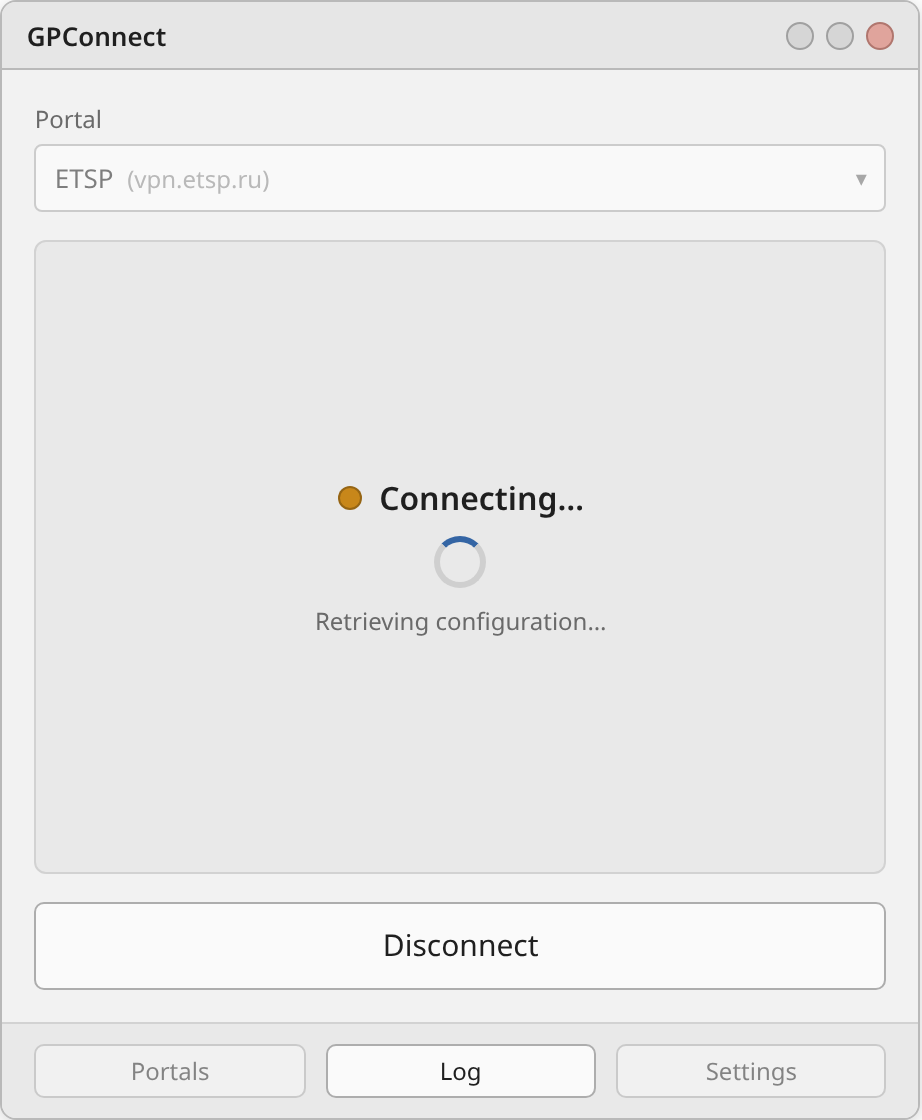 GPConnect
Portal
ETSP (vpn.etsp.ru)
Connecting...
Retrieving configuration...
Disconnect
Portals Log Settings